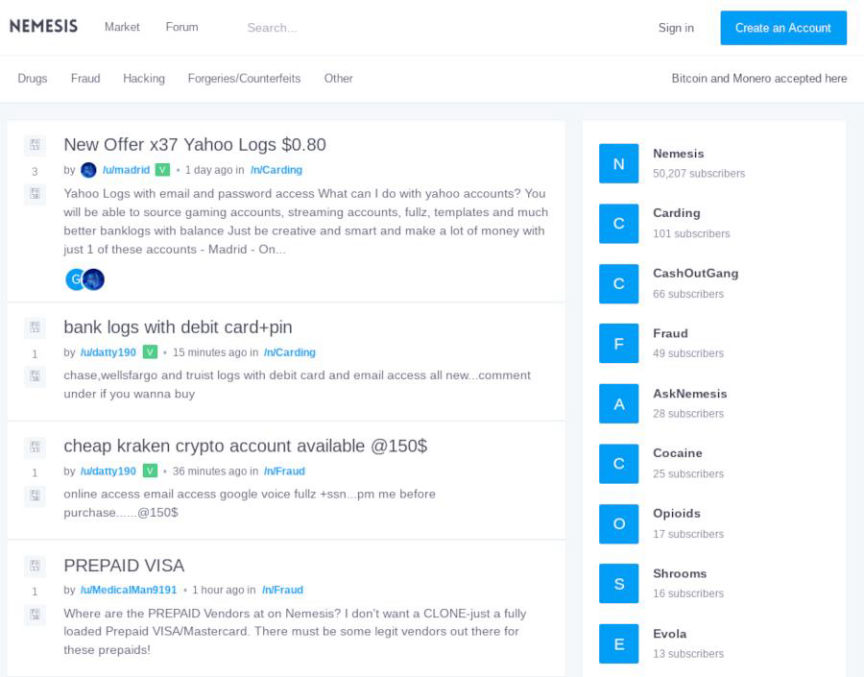 NEMESIS Market Forum Search... Sign in Create an Account
Drugs Fraud Hacking Forgeries/Counterfeits Other Bitcoin and Monero accepted here
New Offer x37 Yahoo Logs $0.80
3
by /u/madrid V • 1 day ago in /n/Carding
Yahoo Logs with email and password access What can I do with yahoo accounts? You
will be able to source gaming accounts, streaming accounts, fullz, templates and much
better banklogs with balance Just be creative and smart and make a lot of money with
just 1 of these accounts - Madrid - On...
G
bank logs with debit card+pin
1
by /u/datty190 V • 15 minutes ago in /n/Carding
chase,wellsfargo and truist logs with debit card and email access all new...comment
under if you wanna buy
cheap kraken crypto account available @150$
1
by /u/datty190 V • 36 minutes ago in /n/Fraud
online access email access google voice fullz +ssn...pm me before
purchase......@150$
PREPAID VISA
1
by /u/MedicalMan9191 • 1 hour ago in /n/Fraud
Where are the PREPAID Vendors at on Nemesis? I don't want a CLONE-just a fully
loaded Prepaid VISA/Mastercard. There must be some legit vendors out there for
these prepaids!
N Nemesis
50,207 subscribers
C Carding
101 subscribers
C CashOutGang
66 subscribers
F Fraud
49 subscribers
A AskNemesis
28 subscribers
C Cocaine
25 subscribers
O Opioids
17 subscribers
S Shrooms
16 subscribers
E Evola
13 subscribers